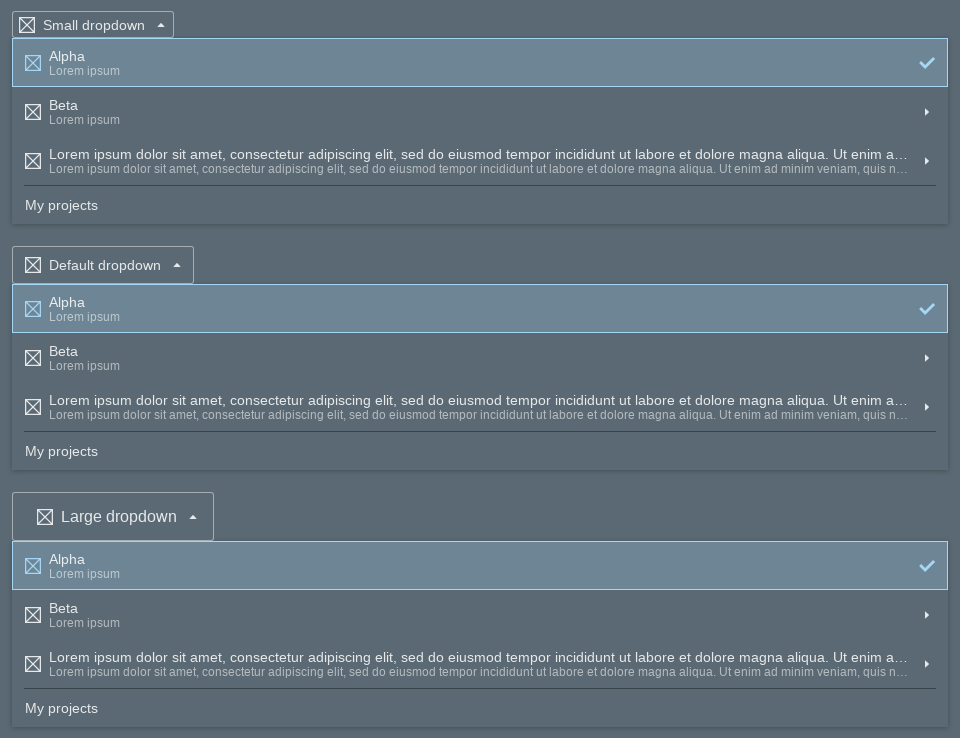 Small dropdown
Alpha
Lorem ipsum
Beta
Lorem ipsum
Lorem ipsum dolor sit amet, consectetur adipiscing elit, sed do eiusmod tempor incididunt ut labore et dolore magna aliqua. Ut enim a…
Lorem ipsum dolor sit amet, consectetur adipiscing elit, sed do eiusmod tempor incididunt ut labore et dolore magna aliqua. Ut enim ad minim veniam, quis n…
My projects
Default dropdown
Alpha
Lorem ipsum
Beta
Lorem ipsum
Lorem ipsum dolor sit amet, consectetur adipiscing elit, sed do eiusmod tempor incididunt ut labore et dolore magna aliqua. Ut enim a…
Lorem ipsum dolor sit amet, consectetur adipiscing elit, sed do eiusmod tempor incididunt ut labore et dolore magna aliqua. Ut enim ad minim veniam, quis n…
My projects
Large dropdown
Alpha
Lorem ipsum
Beta
Lorem ipsum
Lorem ipsum dolor sit amet, consectetur adipiscing elit, sed do eiusmod tempor incididunt ut labore et dolore magna aliqua. Ut enim a…
Lorem ipsum dolor sit amet, consectetur adipiscing elit, sed do eiusmod tempor incididunt ut labore et dolore magna aliqua. Ut enim ad minim veniam, quis n…
My projects